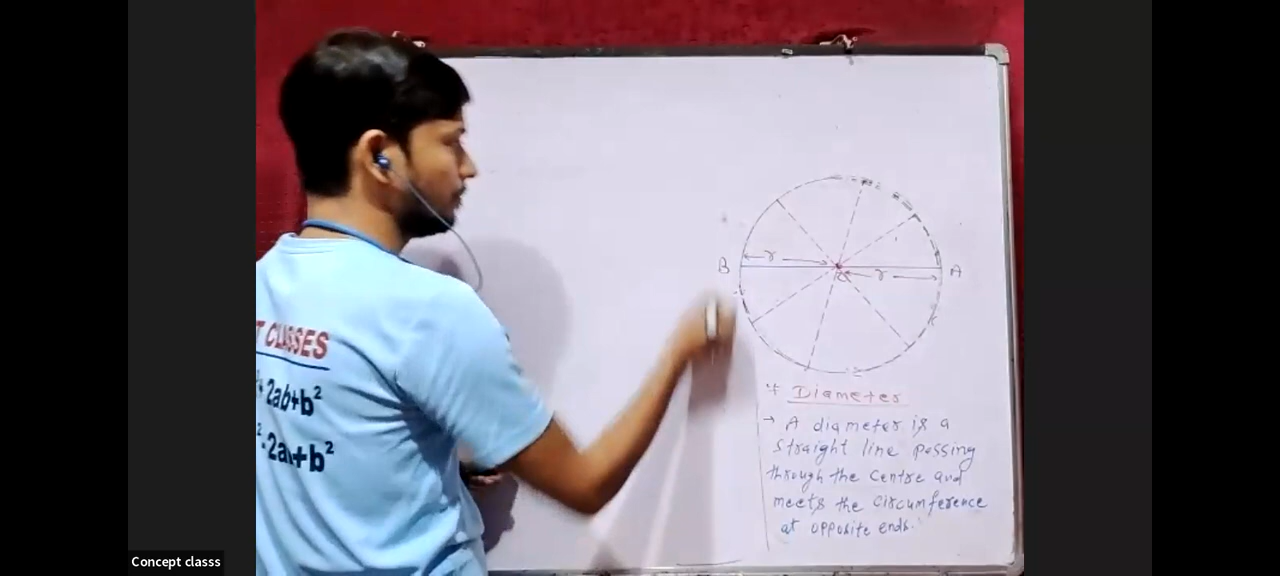 T CLASSES
2ab+b²
2ab+b²
B
r
r
A
* Diameter
→ A diameter is a
straight line passing
through the centre and
meets the circumference
at opposite ends.
Concept classs